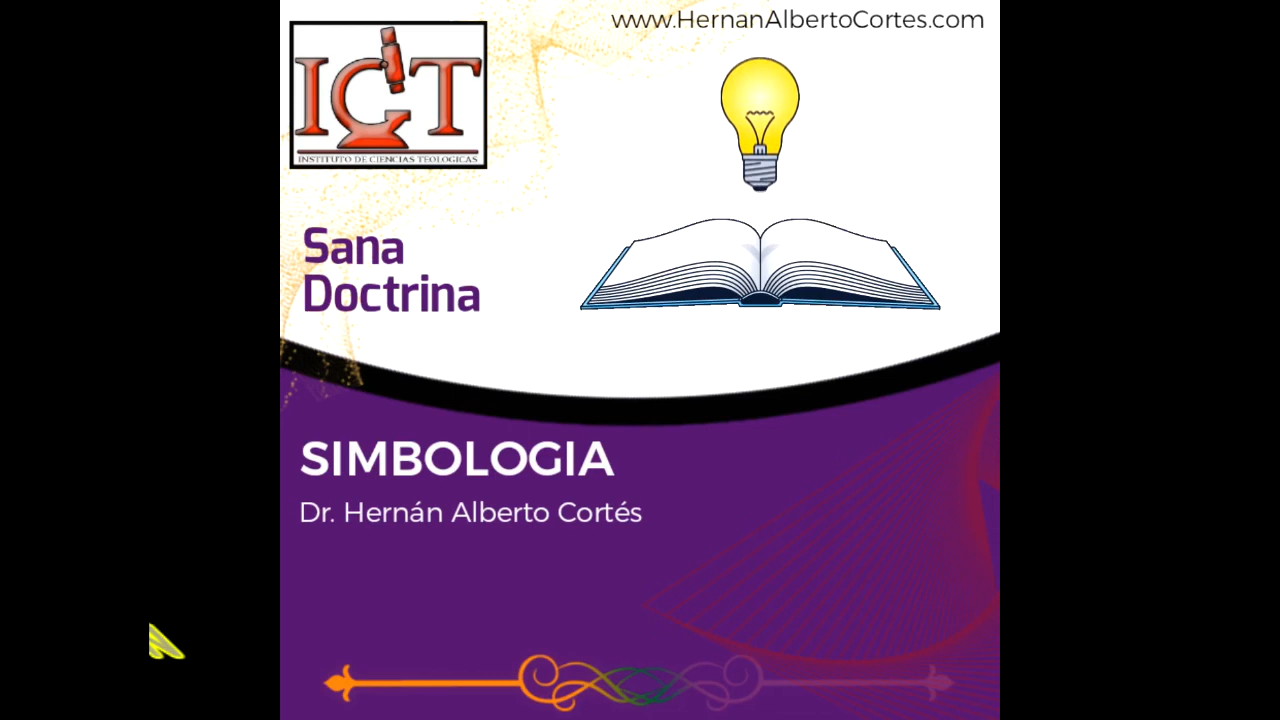 www.HernanAlbertoCortes.com
ICT
INSTITUTO DE CIENCIAS TEOLOGICAS
Sana
Doctrina
SIMBOLOGIA
Dr. Hernán Alberto Cortés